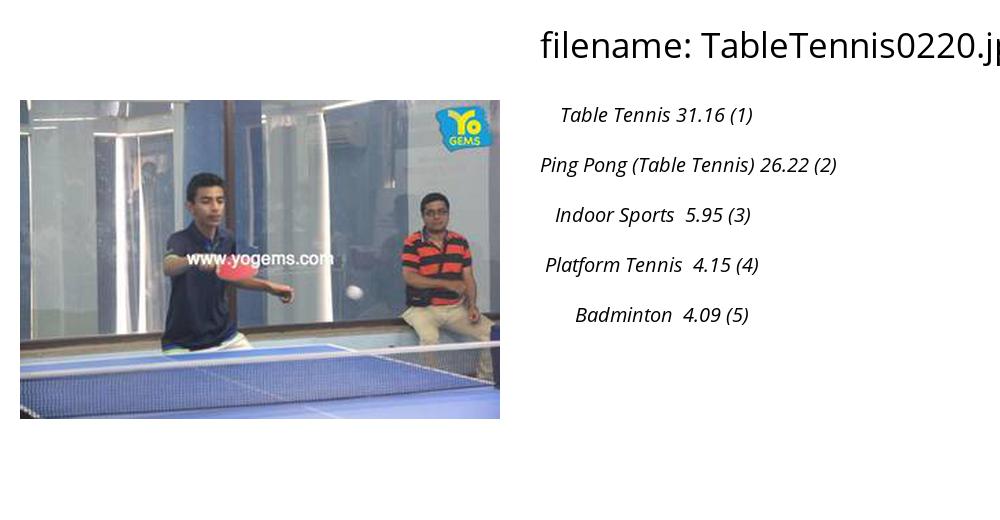 filename: TableTennis0220.jp
Yo
GEMS
www.yogems.com
Table Tennis 31.16 (1)
Ping Pong (Table Tennis) 26.22 (2)
Indoor Sports 5.95 (3)
Platform Tennis 4.15 (4)
Badminton 4.09 (5)